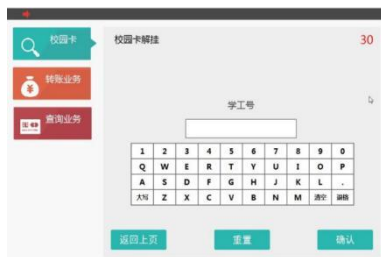 校园卡
校园卡解挂
30
转账业务
学工号
查询业务
1 2 3 4 5 6 7 8 9 0
Q W E R T Y U I O P
A S D F G H J K L .
大写 Z X C V B N M 清空 退格
返回上页
重置
确认